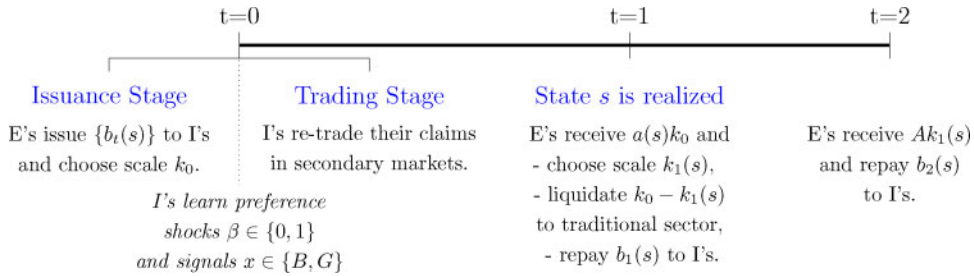 t=0
t=1
t=2
Issuance Stage
E's issue {b_t(s)} to I's
and choose scale k_0.
Trading Stage
I's re-trade their claims
in secondary markets.
I's learn preference
shocks β ∈ {0, 1}
and signals x ∈ {B, G}
State s is realized
E's receive a(s)k_0 and
- choose scale k_1(s),
- liquidate k_0 − k_1(s)
to traditional sector,
- repay b_1(s) to I's.
E's receive Ak_1(s)
and repay b_2(s)
to I's.